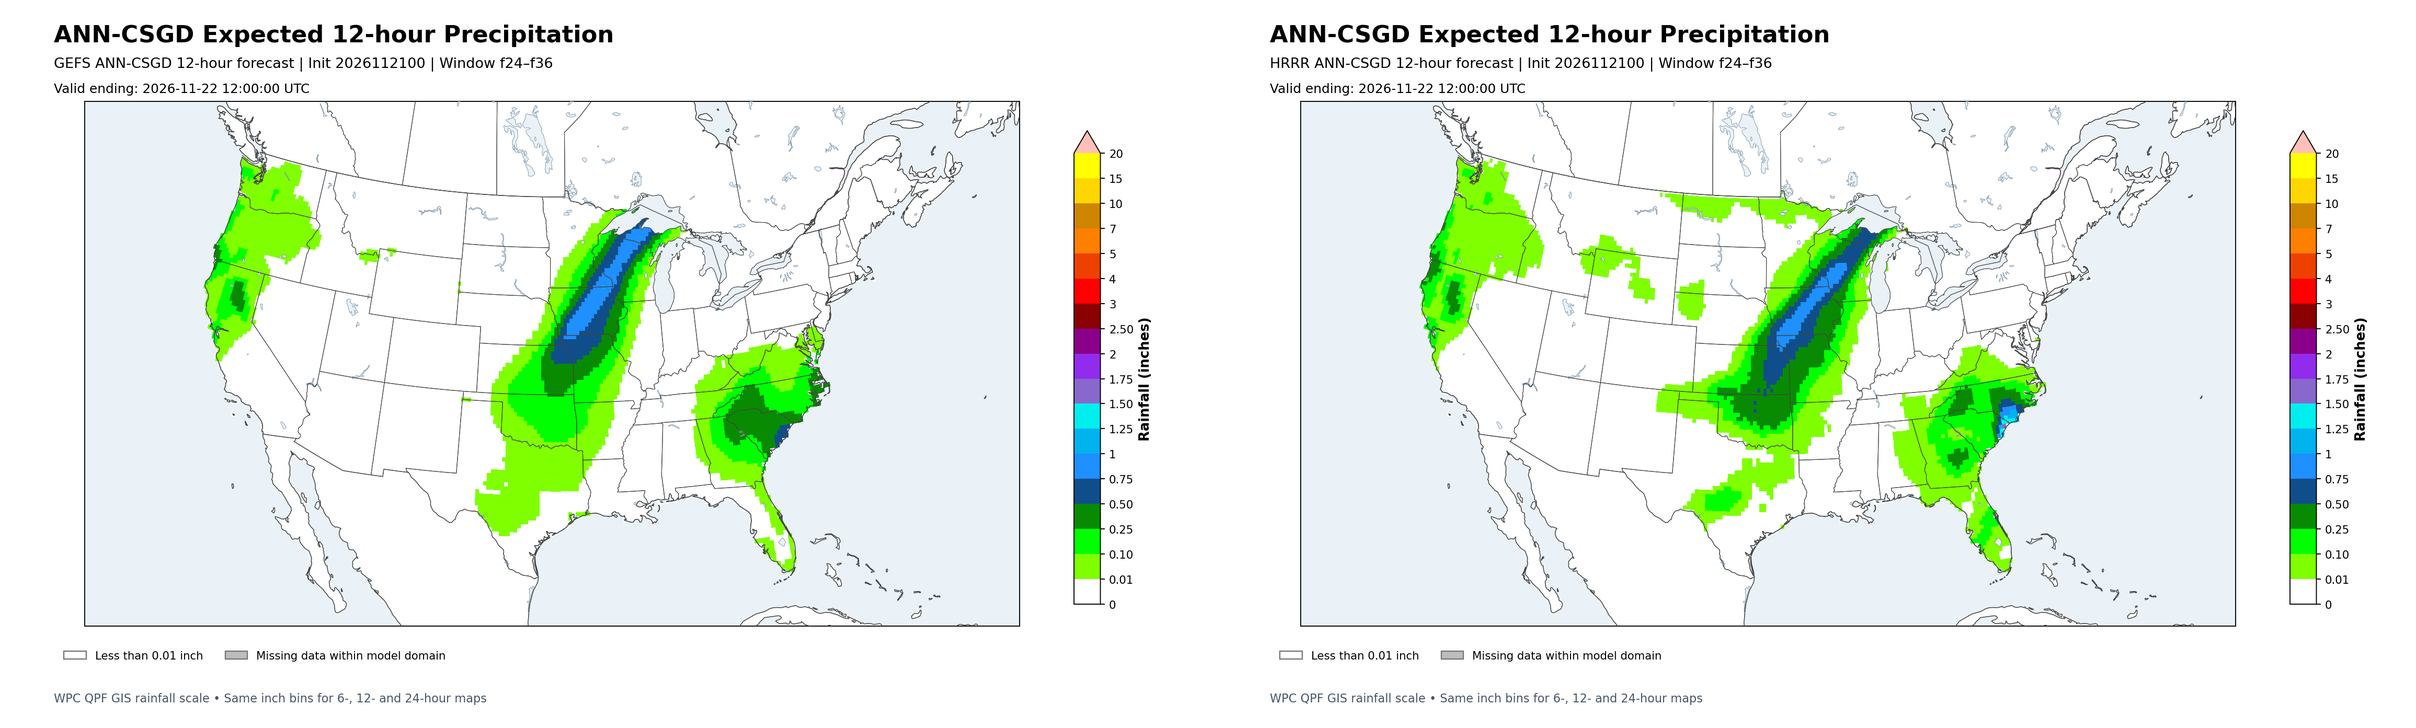 ANN-CSGD Expected 12-hour Precipitation
GEFS ANN-CSGD 12-hour forecast | Init 2026112100 | Window f24–f36
Valid ending: 2026-11-22 12:00:00 UTC
20
15
10
7
5
4
3
2.50
2
1.75
1.50
1.25
1
0.75
0.50
0.25
0.10
0.01
0
Rainfall (inches)
Less than 0.01 inch
Missing data within model domain
WPC QPF GIS rainfall scale • Same inch bins for 6-, 12- and 24-hour maps
ANN-CSGD Expected 12-hour Precipitation
HRRR ANN-CSGD 12-hour forecast | Init 2026112100 | Window f24–f36
Valid ending: 2026-11-22 12:00:00 UTC
20
15
10
7
5
4
3
2.50
2
1.75
1.50
1.25
1
0.75
0.50
0.25
0.10
0.01
0
Rainfall (inches)
Less than 0.01 inch
Missing data within model domain
WPC QPF GIS rainfall scale • Same inch bins for 6-, 12- and 24-hour maps